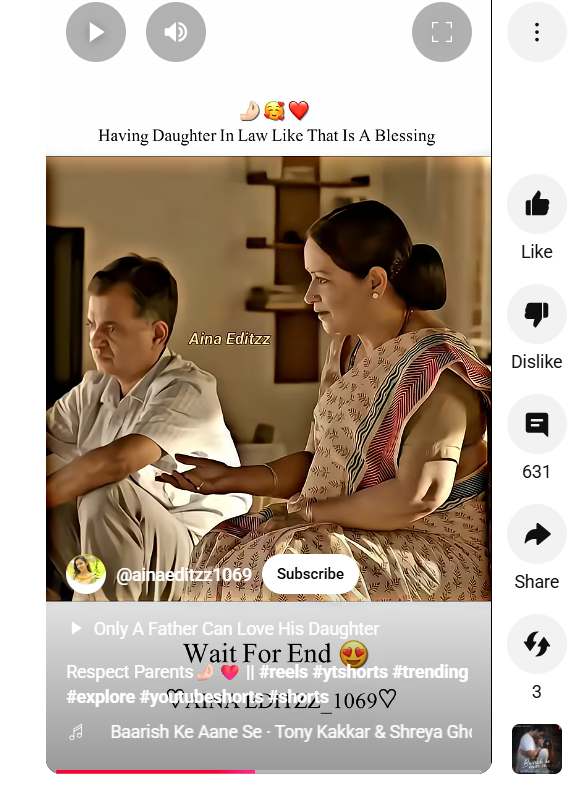 🤌🏻🥰❤️
Having Daughter In Law Like That Is A Blessing
Aina Editzz
@ainaeditzz1069 Subscribe
Only A Father Can Love His Daughter
Wait For End 😍
Respect Parents🤌🏻❤️ || #reels #ytshorts #trending
#explore #youtubeshorts #shorts
♡AINA EDITZZ_1069♡
Baarish Ke Aane Se · Tony Kakkar & Shreya Gho
Like
Dislike
631
Share
3